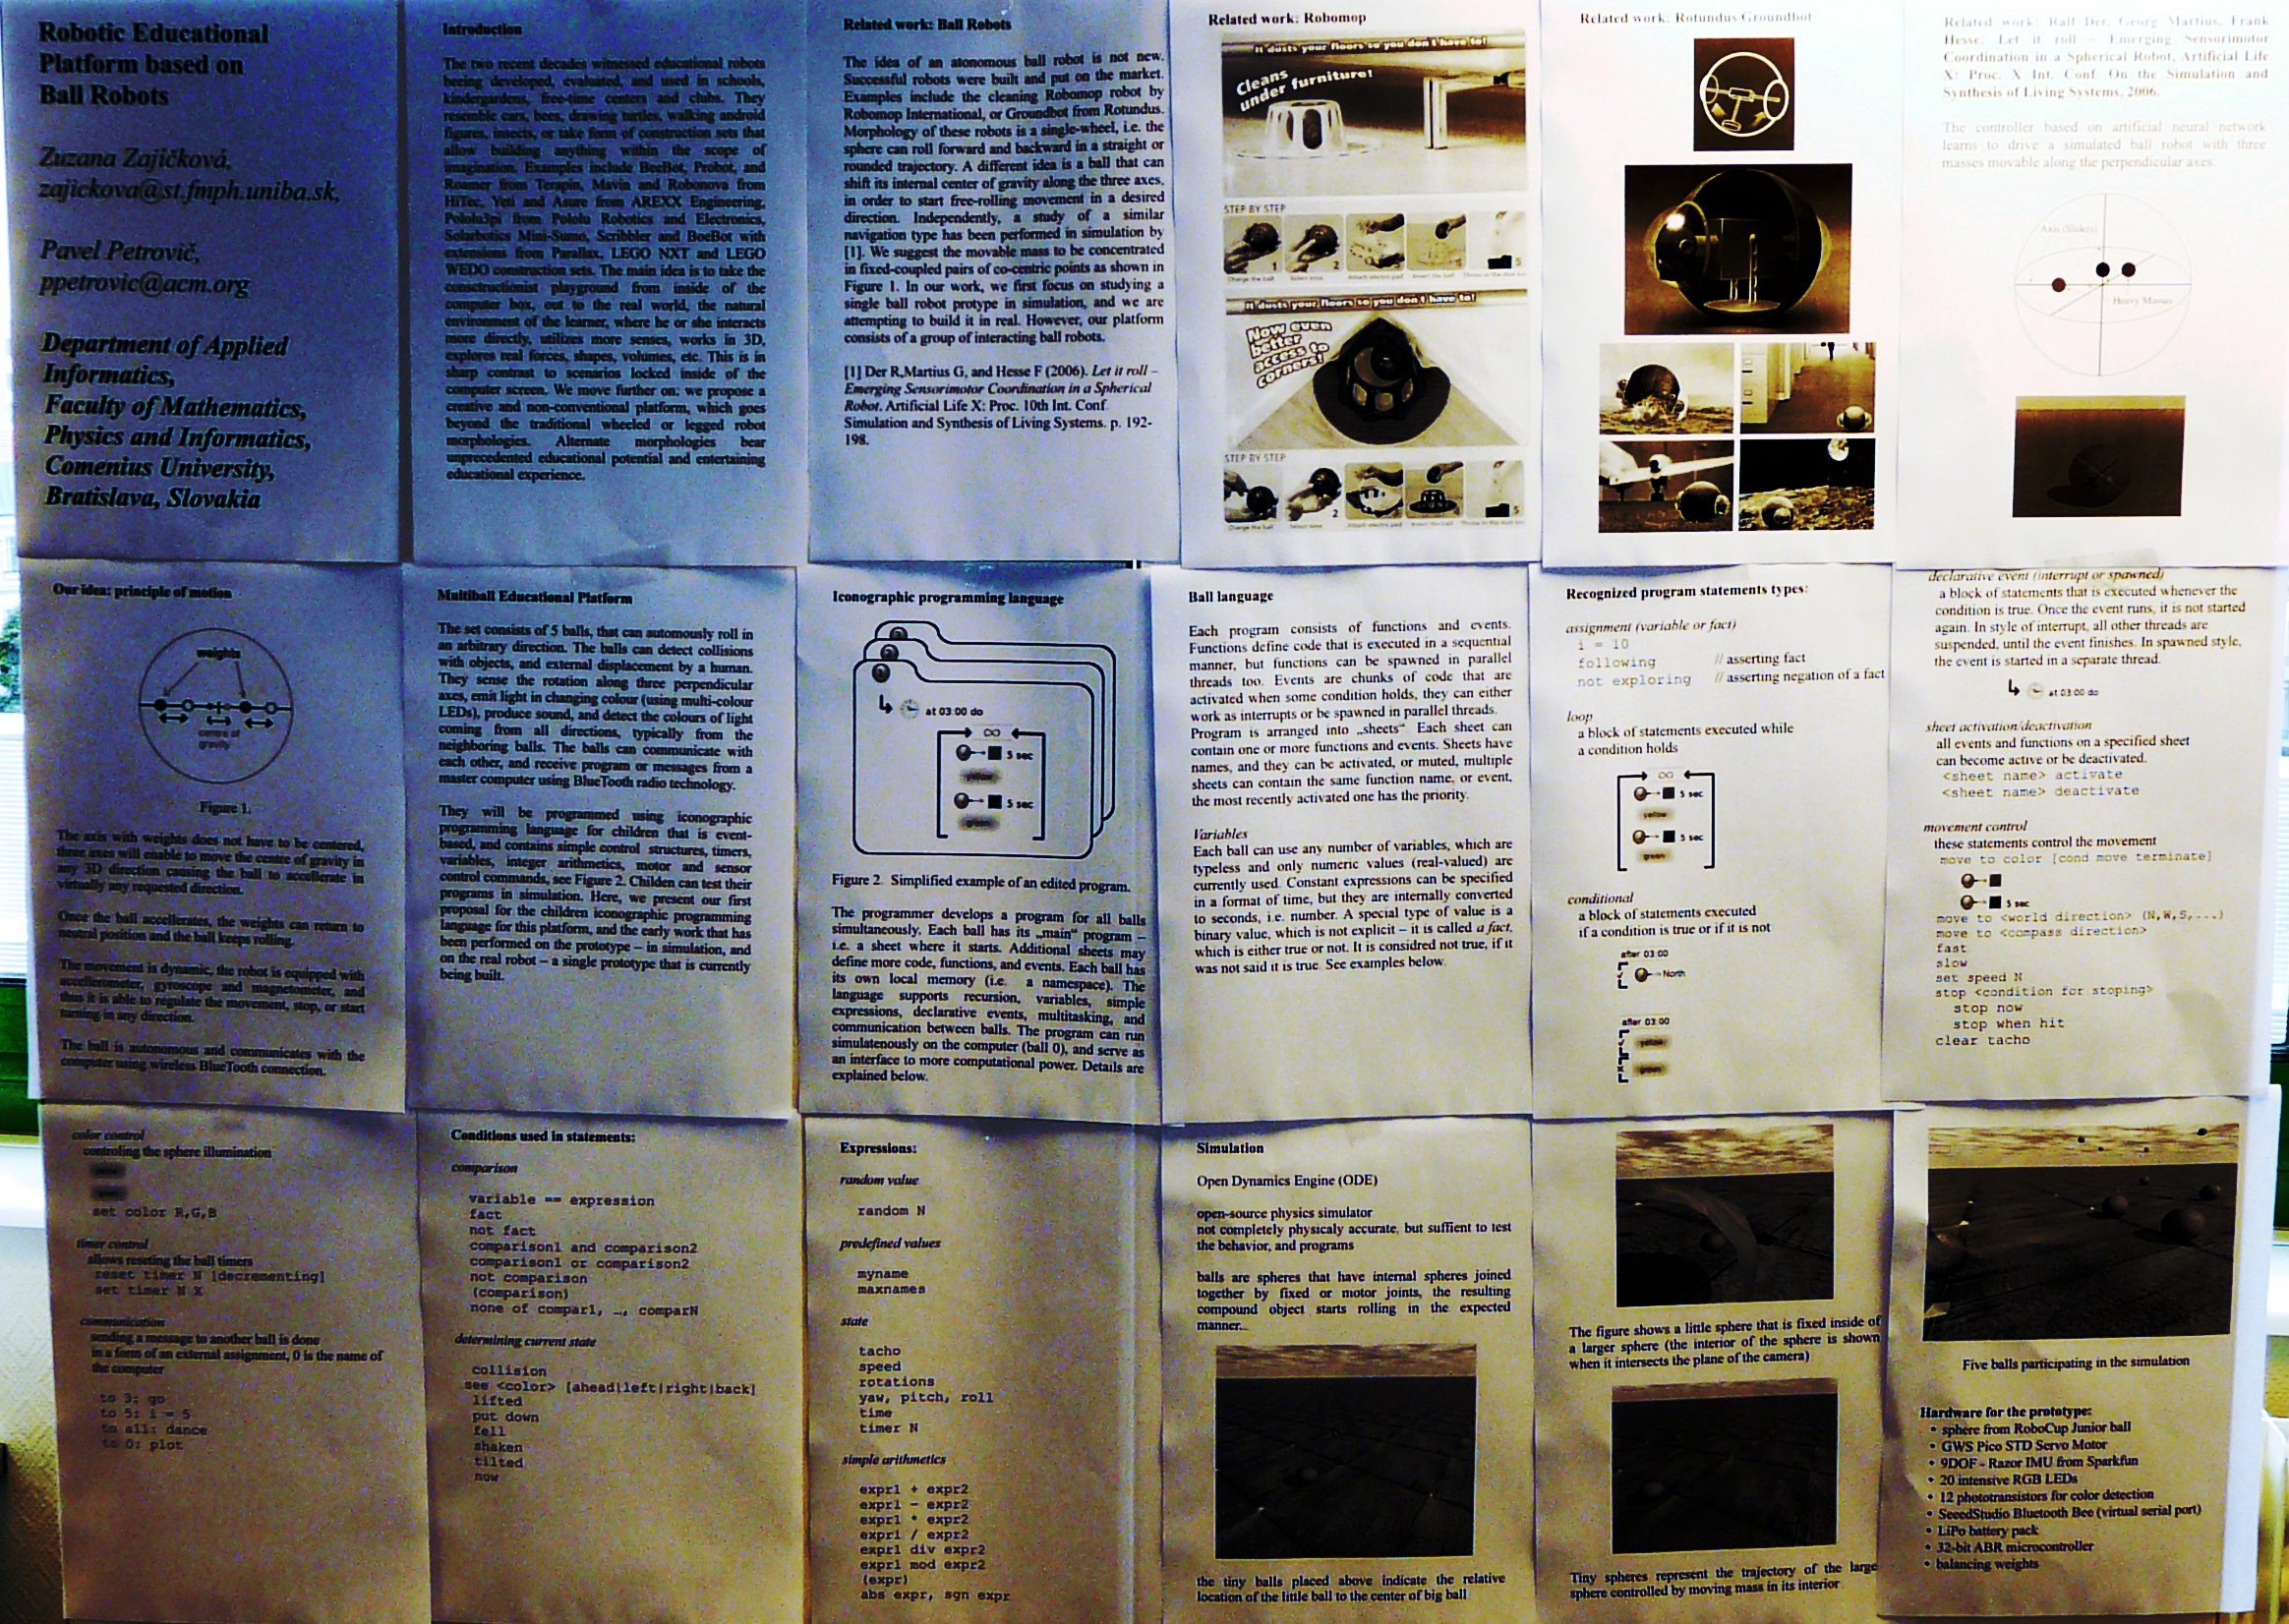 Robotic Educational
Platform based on
Ball Robots
Zuzana Zajíčková,
zajickova@st.fmph.uniba.sk,
Pavel Petrovič,
ppetrovic@acm.org
Department of Applied
Informatics,
Faculty of Mathematics,
Physics and Informatics,
Comenius University,
Bratislava, Slovakia
Introduction
The two recent decades witnessed educational robots
beeing developed, evaluated, and used in schools,
kindergardens, free-time centers and clubs. They
resemble cars, bees, drawing turtles, walking android
figures, insects, or take form of construction sets that
allow building anything within the scope of
imagination. Examples include BeeBot, Probot, and
Roamer from Terapin, Mavin and Robonova from
HiTec, Yeti and Asure from AREXX Engineering,
Pololu3pi from Pololu Robotics and Electronics,
Solarbotics Mini-Sumo, Scribbler and BoeBot with
extensions from Parallax, LEGO NXT and LEGO
WEDO construction sets. The main idea is to take the
consctructionist playground from inside of the
computer box, out to the real world, the natural
environment of the learner, where he or she interacts
more directly, utilizes more senses, works in 3D,
explores real forces, shapes, volumes, etc. This is in
sharp contrast to scenarios locked inside of the
computer screen. We move further on: we propose a
creative and non-conventional platform, which goes
beyond the traditional wheeled or legged robot
morphologies. Alternate morphologies bear
unprecedented educational potential and entertaining
educational experience.
Related work: Ball Robots
The idea of an atonomous ball robot is not new.
Successful robots were built and put on the market.
Examples include the cleaning Robomop robot by
Robomop International, or Groundbot from Rotundus.
Morphology of these robots is a single-wheel, i.e. the
sphere can roll forward and backward in a straight or
rounded trajectory. A different idea is a ball that can
shift its internal center of gravity along the three axes,
in order to start free-rolling movement in a desired
direction. Independently, a study of a similar
navigation type has been performed in simulation by
[1]. We suggest the movable mass to be concentrated
in fixed-coupled pairs of co-centric points as shown in
Figure 1. In our work, we first focus on studying a
single ball robot protype in simulation, and we are
attempting to build it in real. However, our platform
consists of a group of interacting ball robots.
[1] Der R,Martius G, and Hesse F (2006). Let it roll –
Emerging Sensorimotor Coordination in a Spherical
Robot. Artificial Life X: Proc. 10th Int. Conf.
Simulation and Synthesis of Living Systems. p. 192-
198.
Related work: Robomop
It dusts your floors so you don't have to!
Cleans
under furniture!
STEP BY STEP
1 2 5
Charge the ball
It dusts your floors so you don't have to!
Now even
better
access to
corners!
STEP BY STEP
2 5
Charge the ball
Related work: Rotundus Groundbot
Related work: Ralf Der, Georg Martius, Frank
Hesse. Let it roll – Emerging Sensorimotor
Coordination in a Spherical Robot, Artificial Life
X: Proc. X Int. Conf. On the Simulation and
Synthesis of Living Systems, 2006.
The controller based on artificial neural network
learns to drive a simulated ball robot with three
masses movable along the perpendicular axes.
Axis (Sliders)
Heavy Masses
Our idea: principle of motion
weights
centre of
gravity
Figure 1.
The axis with weights does not have to be centered,
three axes will enable to move the centre of gravity in
any 3D direction causing the ball to accelerate in
virtually any requested direction.
Once the ball accellerates, the weights can return to
neutral position and the ball keeps rolling.
The movement is dynamic, the robot is equipped with
accellerometer, gyroscope and magnetometer, and
thus it is able to regulate the movement, stop, or start
turning in any direction.
The ball is autonomous and communicates with the
computer using wireless BlueTooth connection.
Multiball Educational Platform
The set consists of 5 balls, that can automously roll in
an arbitrary direction. The balls can detect collisions
with objects, and external displacement by a human.
They sense the rotation along three perpendicular
axes, emit light in changing colour (using multi-colour
LEDs), produce sound, and detect the colours of light
coming from all directions, typically from the
neighboring balls. The balls can communicate with
each other, and receive program or messages from a
master computer using BlueTooth radio technology.
They will be programmed using iconographic
programming language for children that is event-
based, and contains simple control structures, timers,
variables, integer arithmetics, motor and sensor
control commands, see Figure 2. Childen can test their
programs in simulation. Here, we present our first
proposal for the children iconographic programming
language for this platform, and the early work that has
been performed on the prototype – in simulation, and
on the real robot – a single prototype that is currently
being built.
Iconographic programming language
3
2
1
at 03:00 do
∞
5 sec
yellow
5 sec
green
Figure 2. Simplified example of an edited program.
The programmer develops a program for all balls
simultaneously. Each ball has its „main“ program –
i.e. a sheet where it starts. Additional sheets may
define more code, functions, and events. Each ball has
its own local memory (i.e. a namespace). The
language supports recursion, variables, simple
expressions, declarative events, multitasking, and
communication between balls. The program can run
simulatenously on the computer (ball 0), and serve as
an interface to more computational power. Details are
explained below.
Ball language
Each program consists of functions and events.
Functions define code that is executed in a sequential
manner, but functions can be spawned in parallel
threads too. Events are chunks of code that are
activated when some condition holds, they can either
work as interrupts or be spawned in parallel threads.
Program is arranged into „sheets“. Each sheet can
contain one or more functions and events. Sheets have
names, and they can be activated, or muted, multiple
sheets can contain the same function name, or event,
the most recently activated one has the priority.
Variables
Each ball can use any number of variables, which are
typeless and only numeric values (real-valued) are
currently used. Constant expressions can be specified
in a format of time, but they are internally converted
to seconds, i.e. number. A special type of value is a
binary value, which is not explicit – it is called a fact,
which is either true or not. It is considred not true, if it
was not said it is true. See examples below.
Recognized program statements types:
assignment (variable or fact)
i = 10
following // asserting fact
not exploring // asserting negation of a fact
loop
a block of statements executed while
a condition holds
∞
5 sec
yellow
5 sec
green
conditional
a block of statements executed
if a condition is true or if it is not
after 03:00
North
after 03:00
yellow
green
declarative event (interrupt or spawned)
a block of statements that is executed whenever the
condition is true. Once the event runs, it is not started
again. In style of interrupt, all other threads are
suspended, until the event finishes. In spawned style,
the event is started in a separate thread.
at 03:00 do
sheet activation/deactivation
all events and functions on a specified sheet
can become active or be deactivated.
<sheet name> activate
<sheet name> deactivate
movement control
these statements control the movement
move to color [cond move terminate]
5 sec
move to <world direction> (N,W,S,...)
move to <compass direction>
fast
slow
set speed N
stop <condition for stoping>
stop now
stop when hit
clear tacho
color control
controling the sphere illumination
set color R,G,B
timer control
allows reseting the ball timers
reset timer N [decrementing]
set timer N X
communication
sending a message to another ball is done
in a form of an external assignment, 0 is the name of
the computer
to 3: go
to 5: i = 5
to all: dance
to 0: plot
Conditions used in statements:
comparison
variable == expression
fact
not fact
comparison1 and comparison2
comparison1 or comparison2
not comparison
(comparison)
none of compar1, …, comparN
determining current state
collision
see <color> [ahead|left|right|back]
lifted
put down
fell
shaken
tilted
now
Expressions:
random value
random N
predefined values
myname
maxnames
state
tacho
speed
rotations
yaw, pitch, roll
time
timer N
simple arithmetics
expr1 + expr2
expr1 - expr2
expr1 * expr2
expr1 / expr2
expr1 div expr2
expr1 mod expr2
(expr)
abs expr, sgn expr
Simulation
Open Dynamics Engine (ODE)
open-source physics simulator
not completely physicaly accurate, but suffient to test
the behavior, and programs
balls are spheres that have internal spheres joined
together by fixed or motor joints, the resulting
compound object starts rolling in the expected
manner...
the tiny balls placed above indicate the relative
location of the little ball to the center of big ball
The figure shows a little sphere that is fixed inside of
a larger sphere (the interior of the sphere is shown
when it intersects the plane of the camera)
Tiny spheres represent the trajectory of the large
sphere controlled by moving mass in its interior
Five balls participating in the simulation
Hardware for the prototype:
• sphere from RoboCup Junior ball
• GWS Pico STD Servo Motor
• 9DOF - Razor IMU from Sparkfun
• 20 intensive RGB LEDs
• 12 phototransistors for color detection
• SeeedStudio Bluetooth Bee (virtual serial port)
• LiPo battery pack
• 32-bit ABR microcontroller
• balancing weights